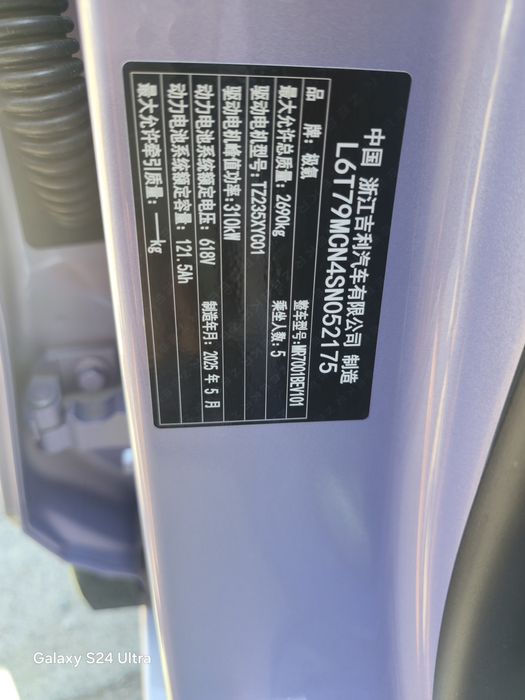 中国 浙江吉利汽车有限公司 制造
L6T79MCN4SN052175
品 牌: 极氪 整车型号: MR7001BEV101
最大允许总质量: 2690kg 乘坐人数: 5
驱动电机型号: TZ235XYC01
驱动电机峰值功率: 310kW
动力电池系统额定电压: 618V 制造年月: 2025 年 5 月
动力电池系统额定容量: 121.5Ah
最大允许牵引质量: —kg
Galaxy S24 Ultra